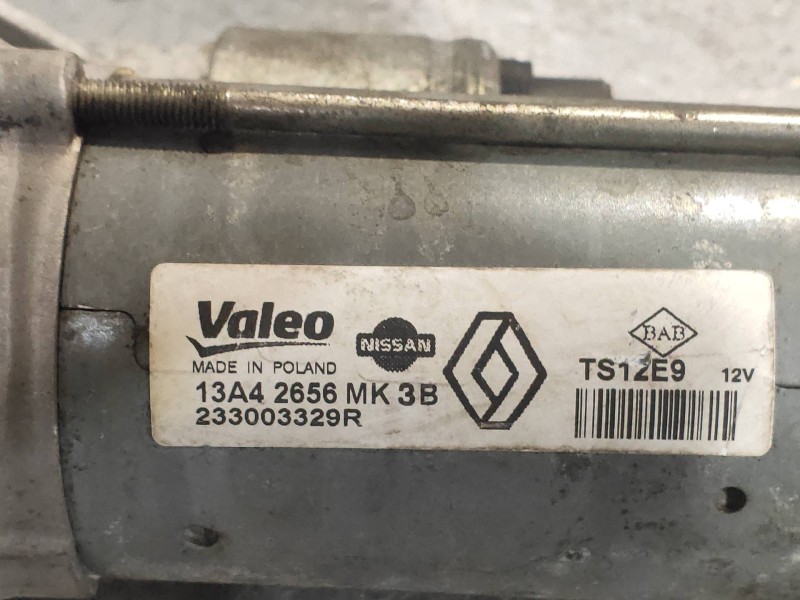 Valeo
MADE IN POLAND
13A4 2656 MK 3B
233003329R
NISSAN
BAB
TS12E9 12V